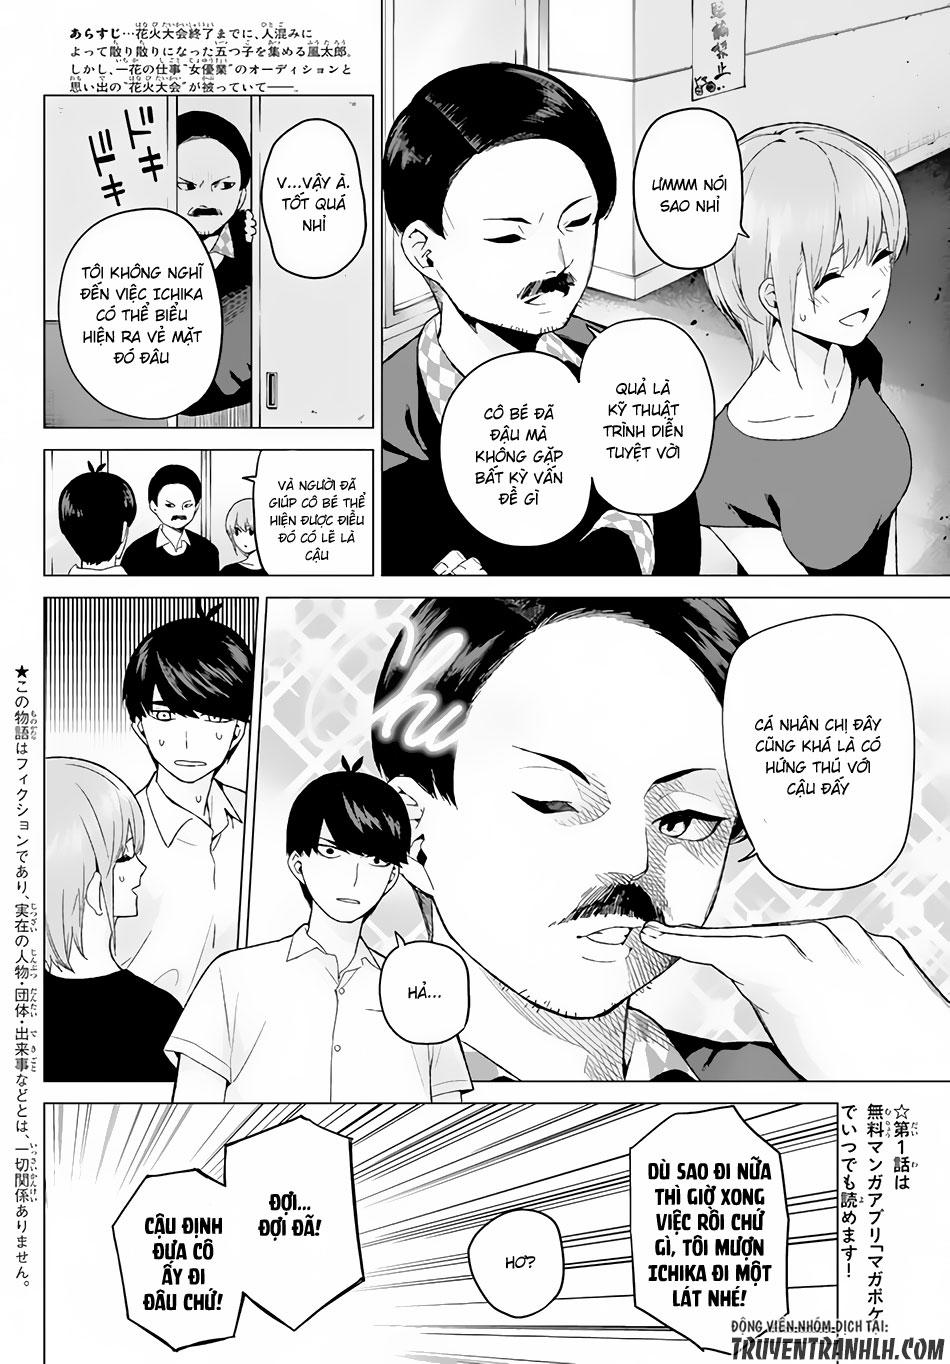 あらすじ…花火大会終了までに、人混みに
よって散り散りになった五つ子を集める風太郎。
しかし、一花の仕事“女優業”のオーディションと
思い出の“花火大会”が被っていて――。
ƯMMM NÓI
SAO NHỈ
QUẢ LÀ
KỸ THUẬT
TRÌNH DIỄN
TUYỆT VỜI
CÔ BÉ ĐÃ
ĐẬU MÀ
KHÔNG GẶP
BẤT KỲ VẤN
ĐỀ GÌ
V...VẬY À.
TỐT QUÁ
NHỈ
ドキ
ドキ
TÔI KHÔNG NGHĨ
ĐẾN VIỆC ICHIKA
CÓ THỂ BIỂU
HIỆN RA VẺ MẶT
ĐÓ ĐÂU
VÀ NGƯỜI ĐÃ
GIÚP CÔ BÉ THỂ
HIỆN ĐƯỢC ĐIỀU
ĐÓ CÓ LẼ LÀ
CẬU
CÁ NHÂN CHỊ ĐÂY
CŨNG KHÁ LÀ CÓ
HỨNG THÚ VỚI
CẬU ĐẤY
Chu
HẢ...
DÙ SAO ĐI NỮA
THÌ GIỜ XONG
VIỆC RỒI CHỨ
GÌ, TÔI MƯỢN
ICHIKA ĐI MỘT
LÁT NHÉ!
HƠ?
ĐỢI...
ĐỢI ĐÃ!
CẬU ĐỊNH
ĐƯA CÔ
ẤY ĐI
ĐÂU CHỨ!
☆第1話は
無料マンガアプリ「マガポケ
でいつでも読めます！
★この物語はフィクションであり、実在の人物・団体・出来事などとは、一切関係ありません。
ĐỘNG VIÊN NHÓM DỊCH TẠI:
TRUYENTRANHLH.COM